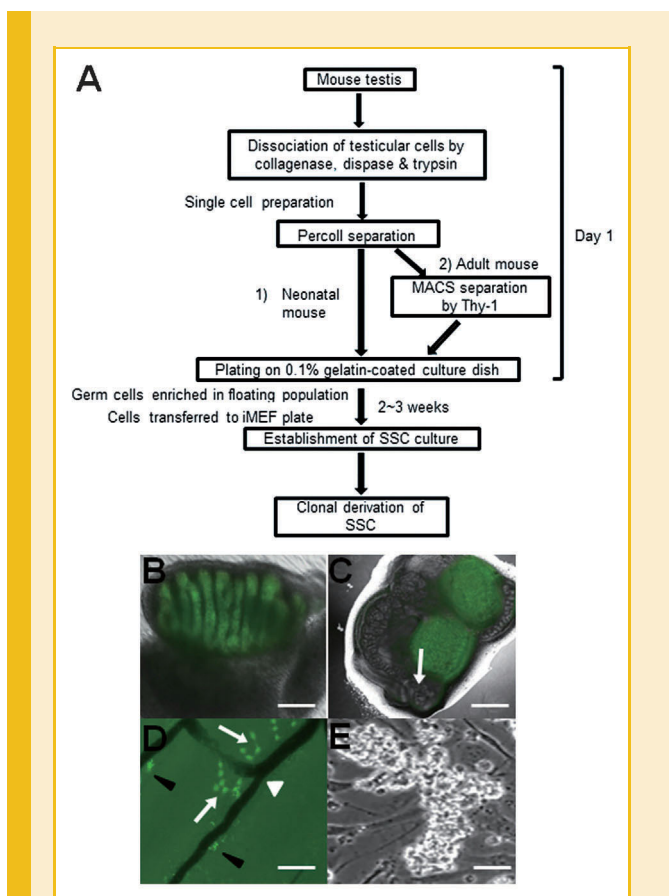 A
Mouse testis
Dissociation of testicular cells by
collagenase, dispase & trypsin
Single cell preparation
Percoll separation
Day 1
2) Adult mouse
MACS separation
by Thy-1
1) Neonatal
mouse
Plating on 0.1% gelatin-coated culture dish
Germ cells enriched in floating population
Cells transferred to iMEF plate
2~3 weeks
Establishment of SSC culture
Clonal derivation of
SSC
B
C
D
E